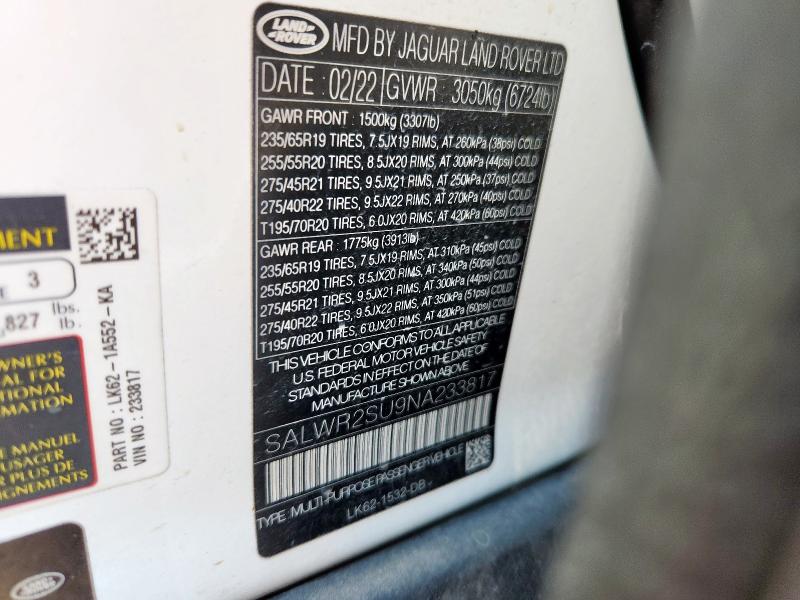 LAND ROVER
MFD BY JAGUAR LAND ROVER LTD
DATE: 02/22 GVWR 3050kg (6724lb)
GAWR FRONT: 1500kg (3307lb)
235/65R19 TIRES, 7.5JX19 RIMS, AT 260kPa (38psi) COLD
255/55R20 TIRES, 8.5JX20 RIMS, AT 300kPa (44psi) COLD
275/45R21 TIRES, 9.5JX21 RIMS, AT 250kPa (37psi) COLD
275/40R22 TIRES, 9.5JX22 RIMS, AT 270kPa (40psi) COLD
T195/70R20 TIRES, 6.0JX20 RIMS, AT 420kPa (60psi) COLD
GAWR REAR: 1775kg (3913lb)
235/65R19 TIRES, 7.5JX19 RIMS, AT 310kPa (45psi) COLD
255/55R20 TIRES, 8.5JX20 RIMS, AT 340kPa (50psi) COLD
275/45R21 TIRES, 9.5JX21 RIMS, AT 300kPa (44psi) COLD
275/40R22 TIRES, 9.5JX22 RIMS, AT 350kPa (51psi) COLD
T195/70R20 TIRES, 6.0JX20 RIMS, AT 420kPa (60psi) COLD
THIS VEHICLE CONFORMS TO ALL APPLICABLE
U.S. FEDERAL MOTOR VEHICLE SAFETY
STANDARDS IN EFFECT ON THE DATE OF
MANUFACTURE SHOWN ABOVE.
SALWR2SU9NA233817
TYPE: MULTI-PURPOSE PASSENGER VEHICLE
LK62-1532-DB
MENT
3
lbs.
,827 lb.
PART NO: LK62-1A552-KA
VIN NO: 233817
OWNER'S
AL FOR
TIONAL
RMATION
LE MANUEL
USAGER
R PLUS DE
IGNEMENTS
LAND ROVER